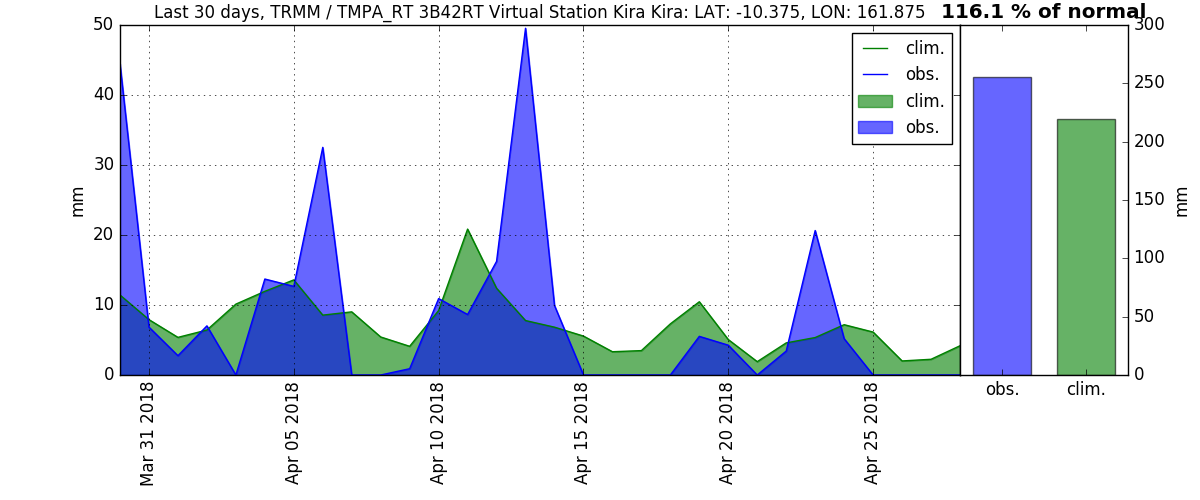 Last 30 days, TRMM / TMPA_RT 3B42RT Virtual Station Kira Kira: LAT: -10.375, LON: 161.875 116.1 % of normal
50
40
30
20
10
0
mm
clim.
obs.
clim.
obs.
300
250
200
150
100
50
0
mm
obs. clim.
Mar 31 2018
Apr 05 2018
Apr 10 2018
Apr 15 2018
Apr 20 2018
Apr 25 2018